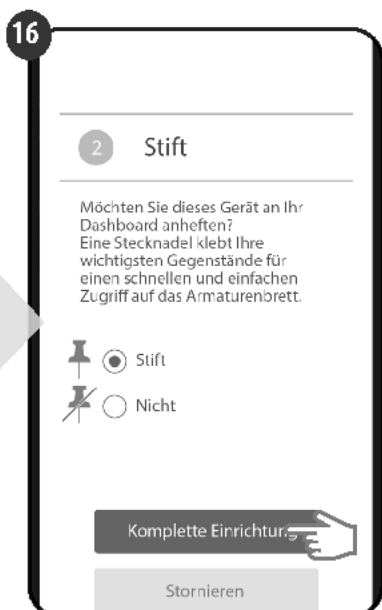 16
2 Stift
Möchten Sie dieses Gerät an Ihr
Dashboard anheften?
Eine Stecknadel klebt Ihre
wichtigsten Gegenstände für
einen schnellen und einfachen
Zugriff auf das Armaturenbrett.
Stift
Nicht
Komplette Einrichtung
Stornieren